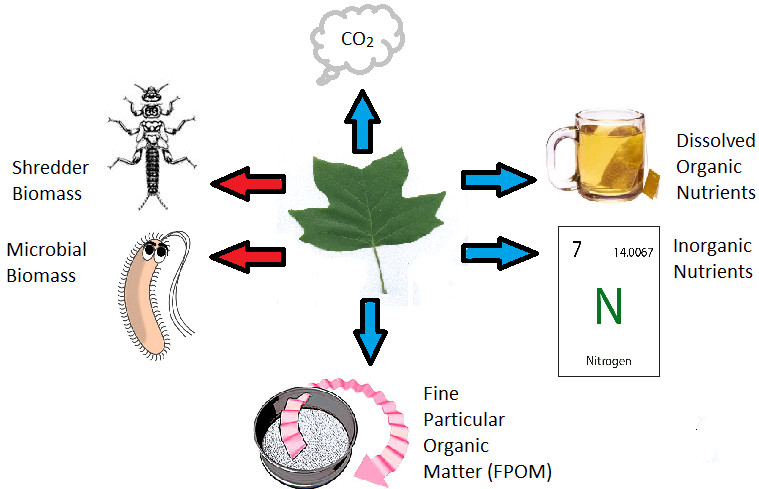 CO2
Shredder
Biomass
Dissolved
Organic
Nutrients
Microbial
Biomass
Inorganic
Nutrients
7 14.0067
N
Nitrogen
Fine
Particular
Organic
Matter (FPOM)